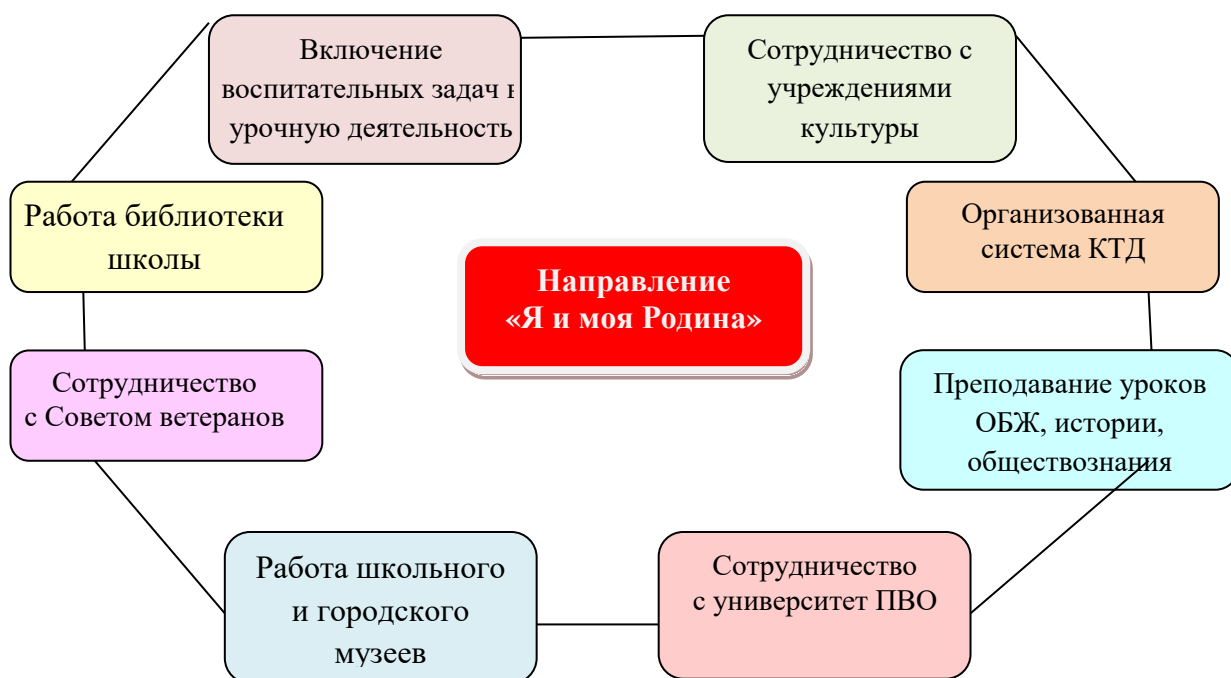 Включение
воспитательных задач в
урочную деятельность
Сотрудничество с
учреждениями
культуры
Работа библиотеки
школы
Организованная
система КТД
Направление
«Я и моя Родина»
Сотрудничество
с Советом ветеранов
Преподавание уроков
ОБЖ, истории,
обществознания
Работа школьного
и городского
музеев
Сотрудничество
с университет ПВО